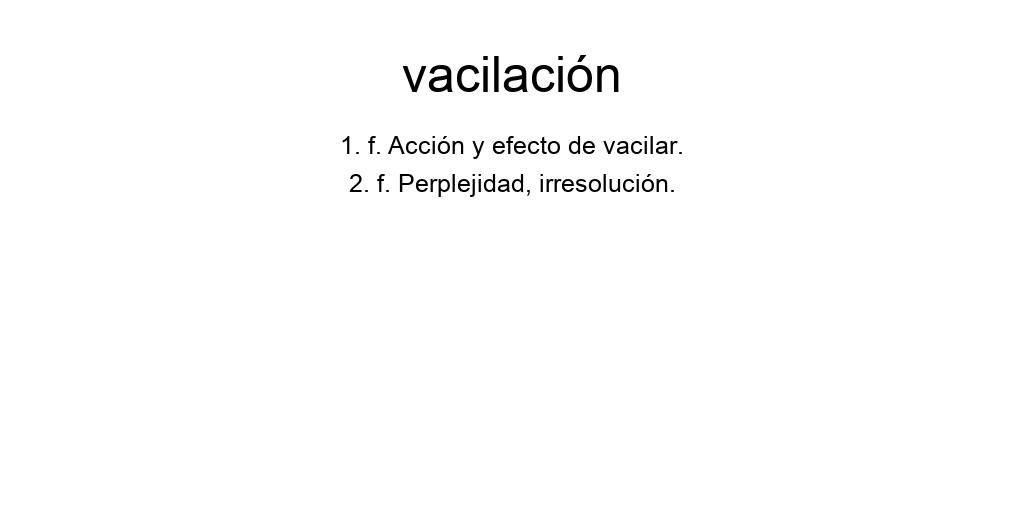 vacilación
1. f. Acción y efecto de vacilar.
2. f. Perplejidad, irresolución.